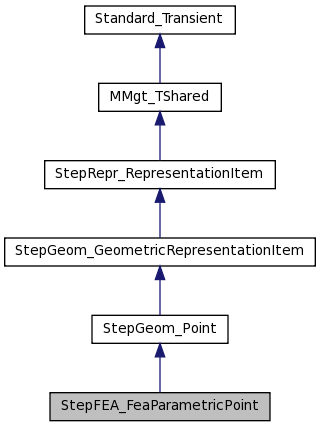 Standard_Transient
MMgt_TShared
StepRepr_RepresentationItem
StepGeom_GeometricRepresentationItem
StepGeom_Point
StepFEA_FeaParametricPoint